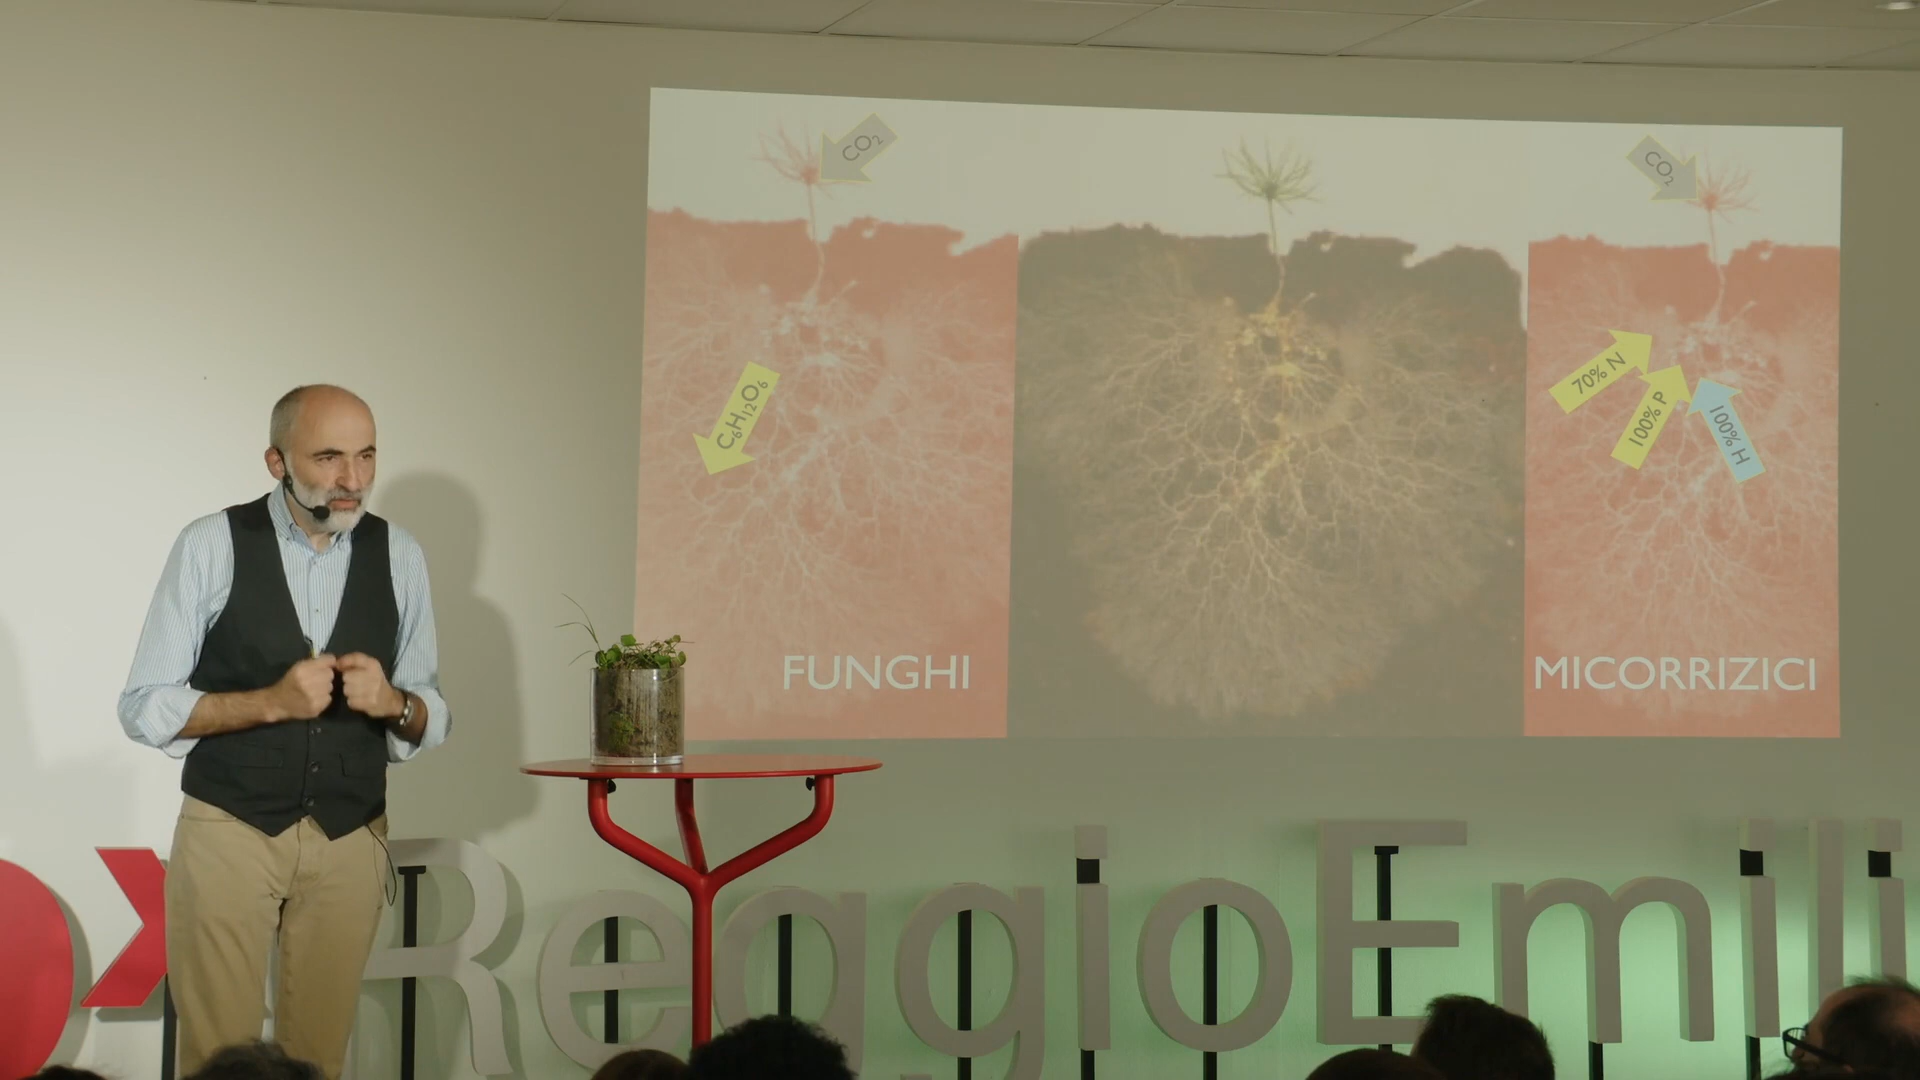 CO₂
C₆H₁₂O₆
FUNGHI
CO₂
70% N
100% P
100% H
MICORRIZICI
x ReggioEmili